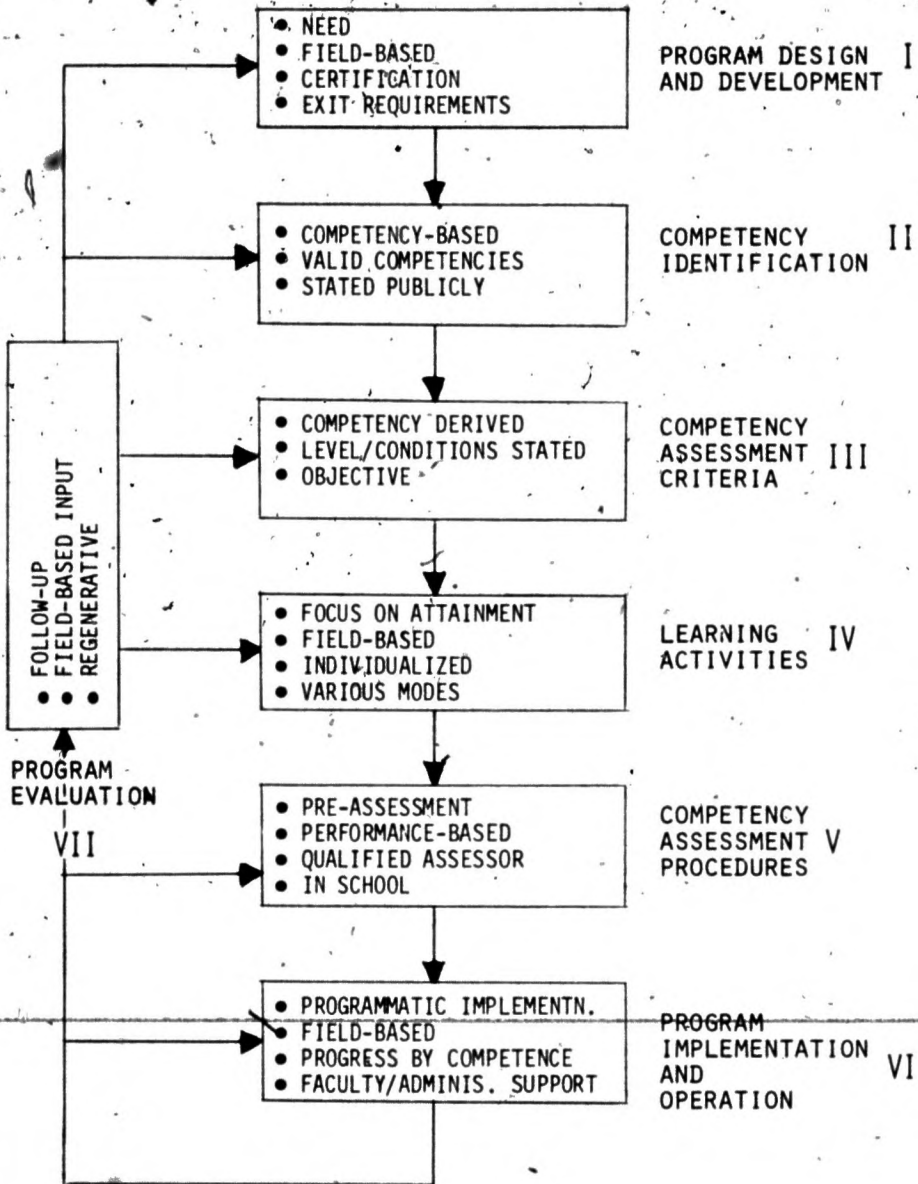 • NEED
• FIELD-BASED
• CERTIFICATION
• EXIT REQUIREMENTS
PROGRAM DESIGN I
AND DEVELOPMENT
• COMPETENCY-BASED
• VALID COMPETENCIES
• STATED PUBLICLY
COMPETENCY II
IDENTIFICATION
• COMPETENCY DERIVED
• LEVEL/CONDITIONS STATED
• OBJECTIVE
COMPETENCY
ASSESSMENT III
CRITERIA
• FOLLOW-UP
• FIELD-BASED INPUT
• REGENERATIVE
• FOCUS ON ATTAINMENT
• FIELD-BASED
• INDIVIDUALIZED
• VARIOUS MODES
LEARNING IV
ACTIVITIES
PROGRAM
EVALUATION
VII
• PRE-ASSESSMENT
• PERFORMANCE-BASED
• QUALIFIED ASSESSOR
• IN SCHOOL
COMPETENCY
ASSESSMENT V
PROCEDURES
• PROGRAMMATIC IMPLEMENTN.
• FIELD-BASED
• PROGRESS BY COMPETENCE
• FACULTY/ADMINIS. SUPPORT
PROGRAM
IMPLEMENTATION
AND VI
OPERATION